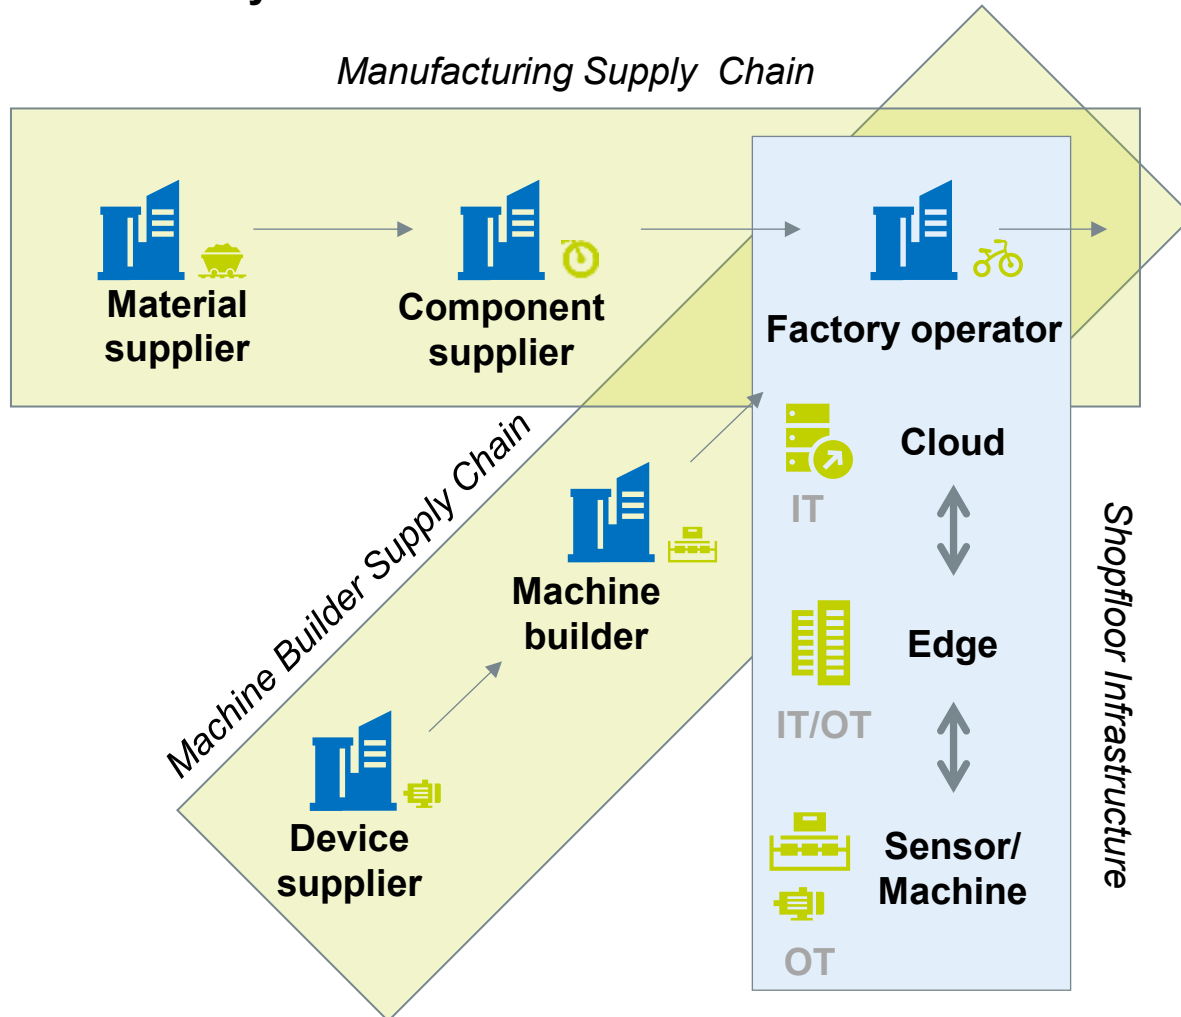 Manufacturing Supply Chain
Material
supplier
Component
supplier
Factory operator
Machine Builder Supply Chain
Machine
builder
Device
supplier
Cloud
IT
Edge
IT/OT
Sensor/
Machine
OT
Shopfloor Infrastructure